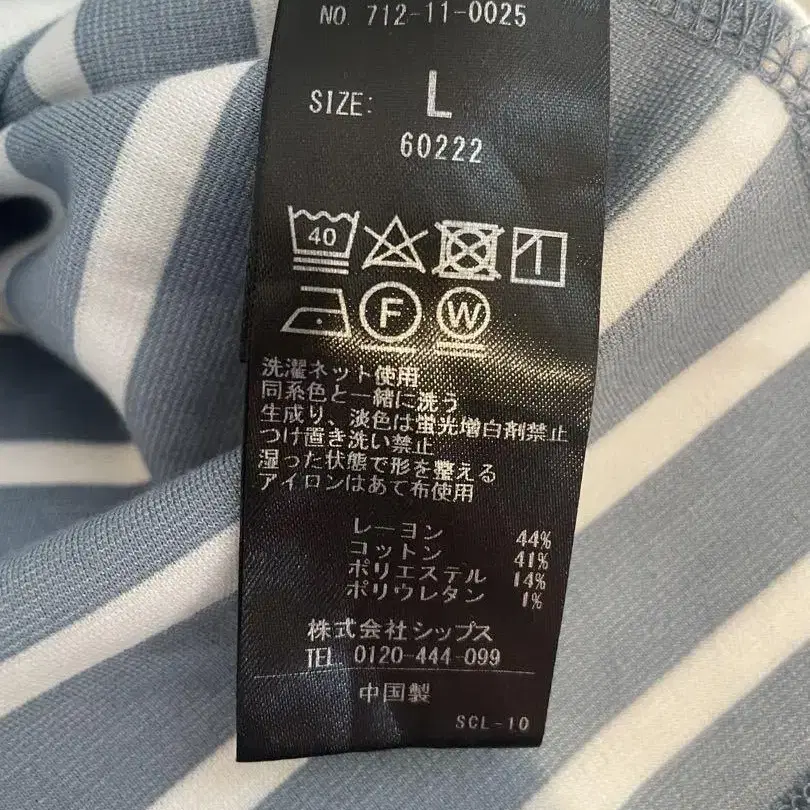 NO. 712-11-0025
SIZE: L
60222
40
F W
洗濯ネット使用
同系色と一緒に洗う
生成り、淡色は蛍光増白剤禁止
つけ置き洗い禁止
湿った状態で形を整える
アイロンはあて布使用
レーヨン 44%
コットン 41%
ポリエステル 14%
ポリウレタン 1%
株式会社シップス
TEL 0120-444-099
中国製
SCL-10